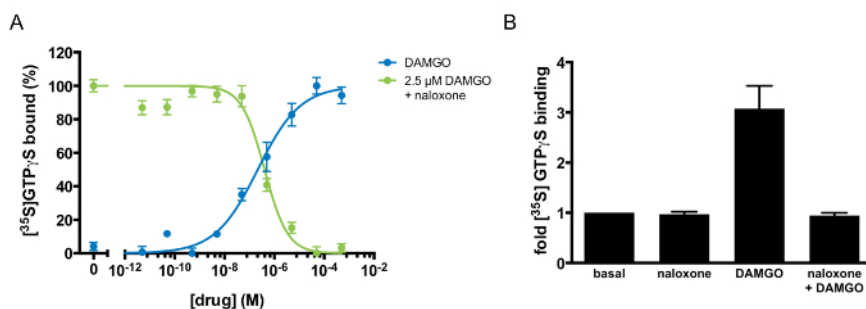 A
DAMGO
2.5 μM DAMGO
+ naloxone
[³⁵S]GTPγS bound (%)
120
100
80
60
40
20
0
0
10⁻¹²
10⁻¹⁰
10⁻⁸
10⁻⁶
10⁻⁴
10⁻²
[drug] (M)
B
fold [³⁵S] GTPγS binding
4
3
2
1
0
basal
naloxone
DAMGO
naloxone
+ DAMGO